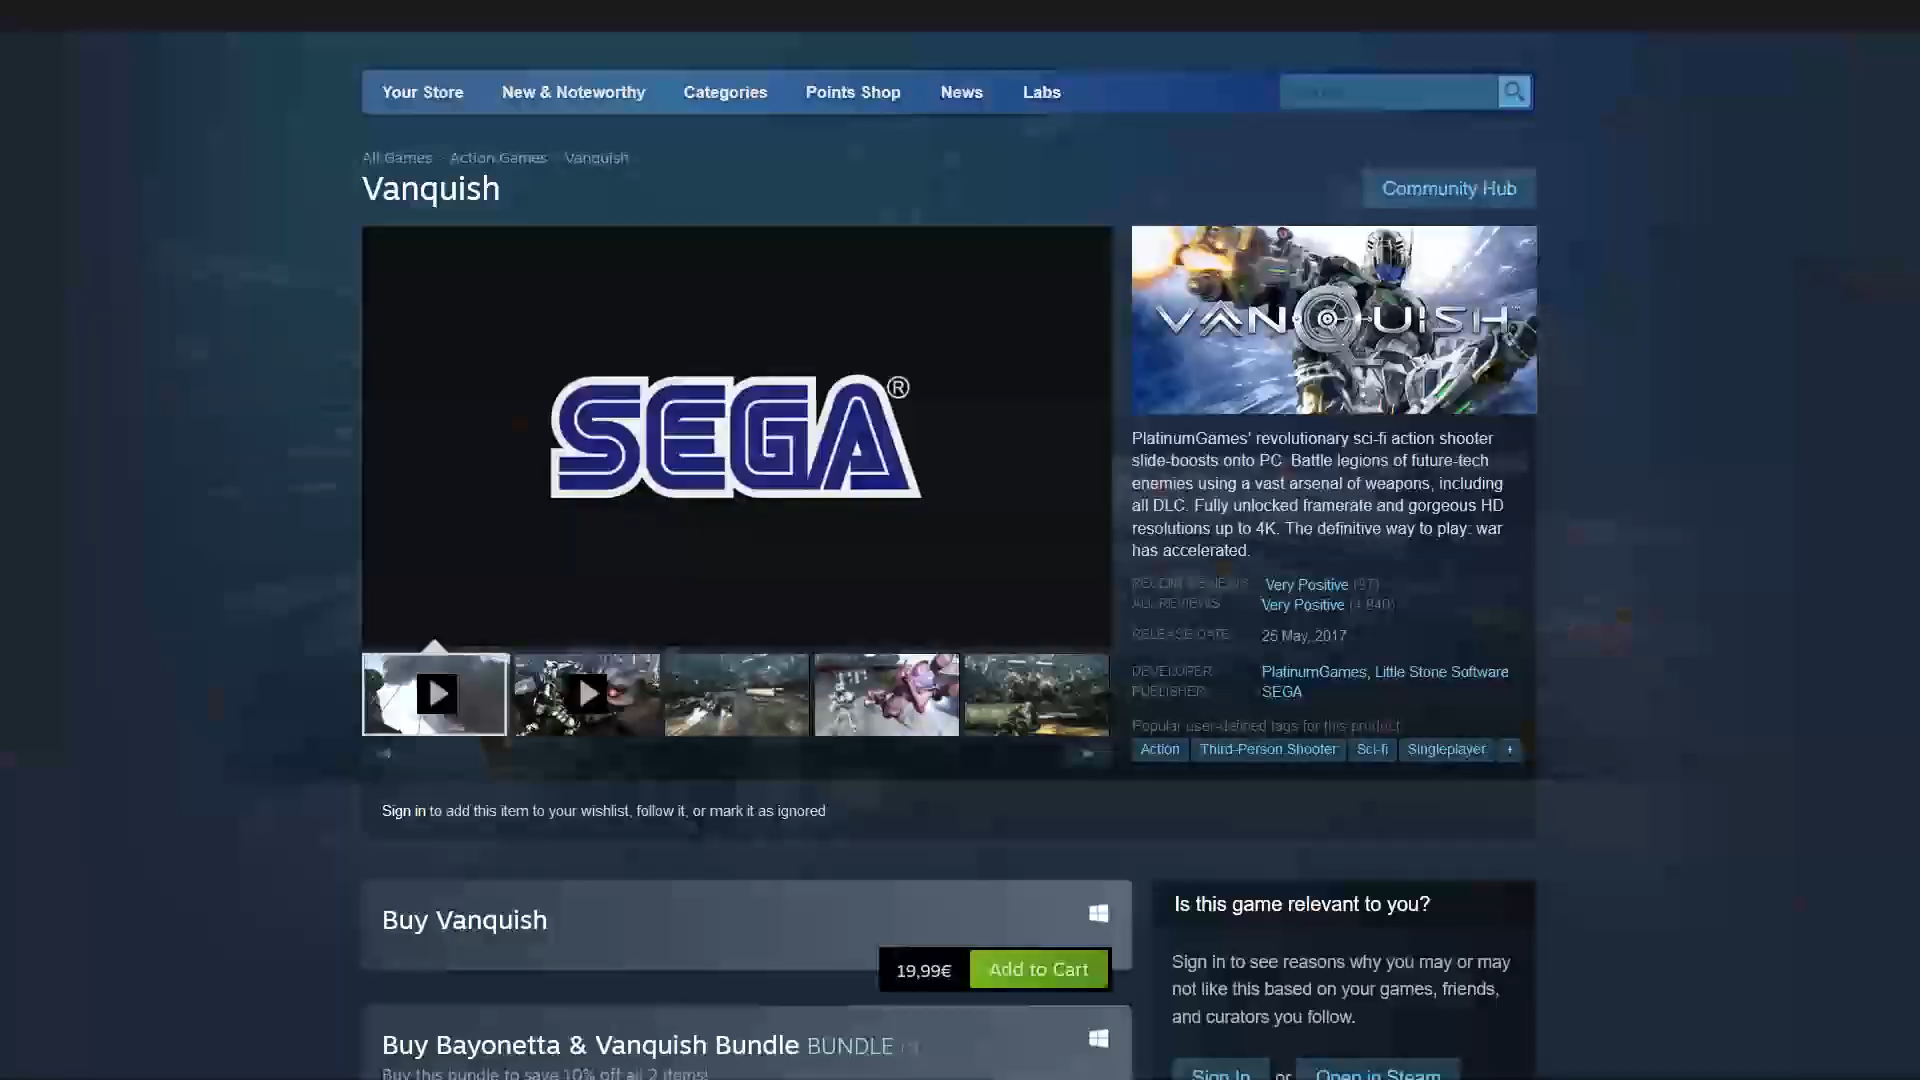 Your Store New & Noteworthy Categories Points Shop News Labs
All Games Action Games Vanquish
Vanquish
Community Hub
SEGA®
VANQUISH™
PlatinumGames' revolutionary sci-fi action shooter
slide-boosts onto PC. Battle legions of future-tech
enemies using a vast arsenal of weapons, including
all DLC. Fully unlocked framerate and gorgeous HD
resolutions up to 4K. The definitive way to play: war
has accelerated.
RECENT REVIEWS Very Positive (97)
ALL REVIEWS Very Positive
RELEASE DATE 25 May, 2017
DEVELOPER PlatinumGames, Little Stone Software
PUBLISHER SEGA
Popular user-defined tags for this product
Action Third-Person Shooter Sci-fi Singleplayer +
Sign in to add this item to your wishlist, follow it, or mark it as ignored
Buy Vanquish
19,99€ Add to Cart
Is this game relevant to you?
Sign in to see reasons why you may or may
not like this based on your games, friends,
and curators you follow.
Sign In or Open in Steam
Buy Bayonetta & Vanquish Bundle BUNDLE
Buy this bundle to save 10% off all 2 items!